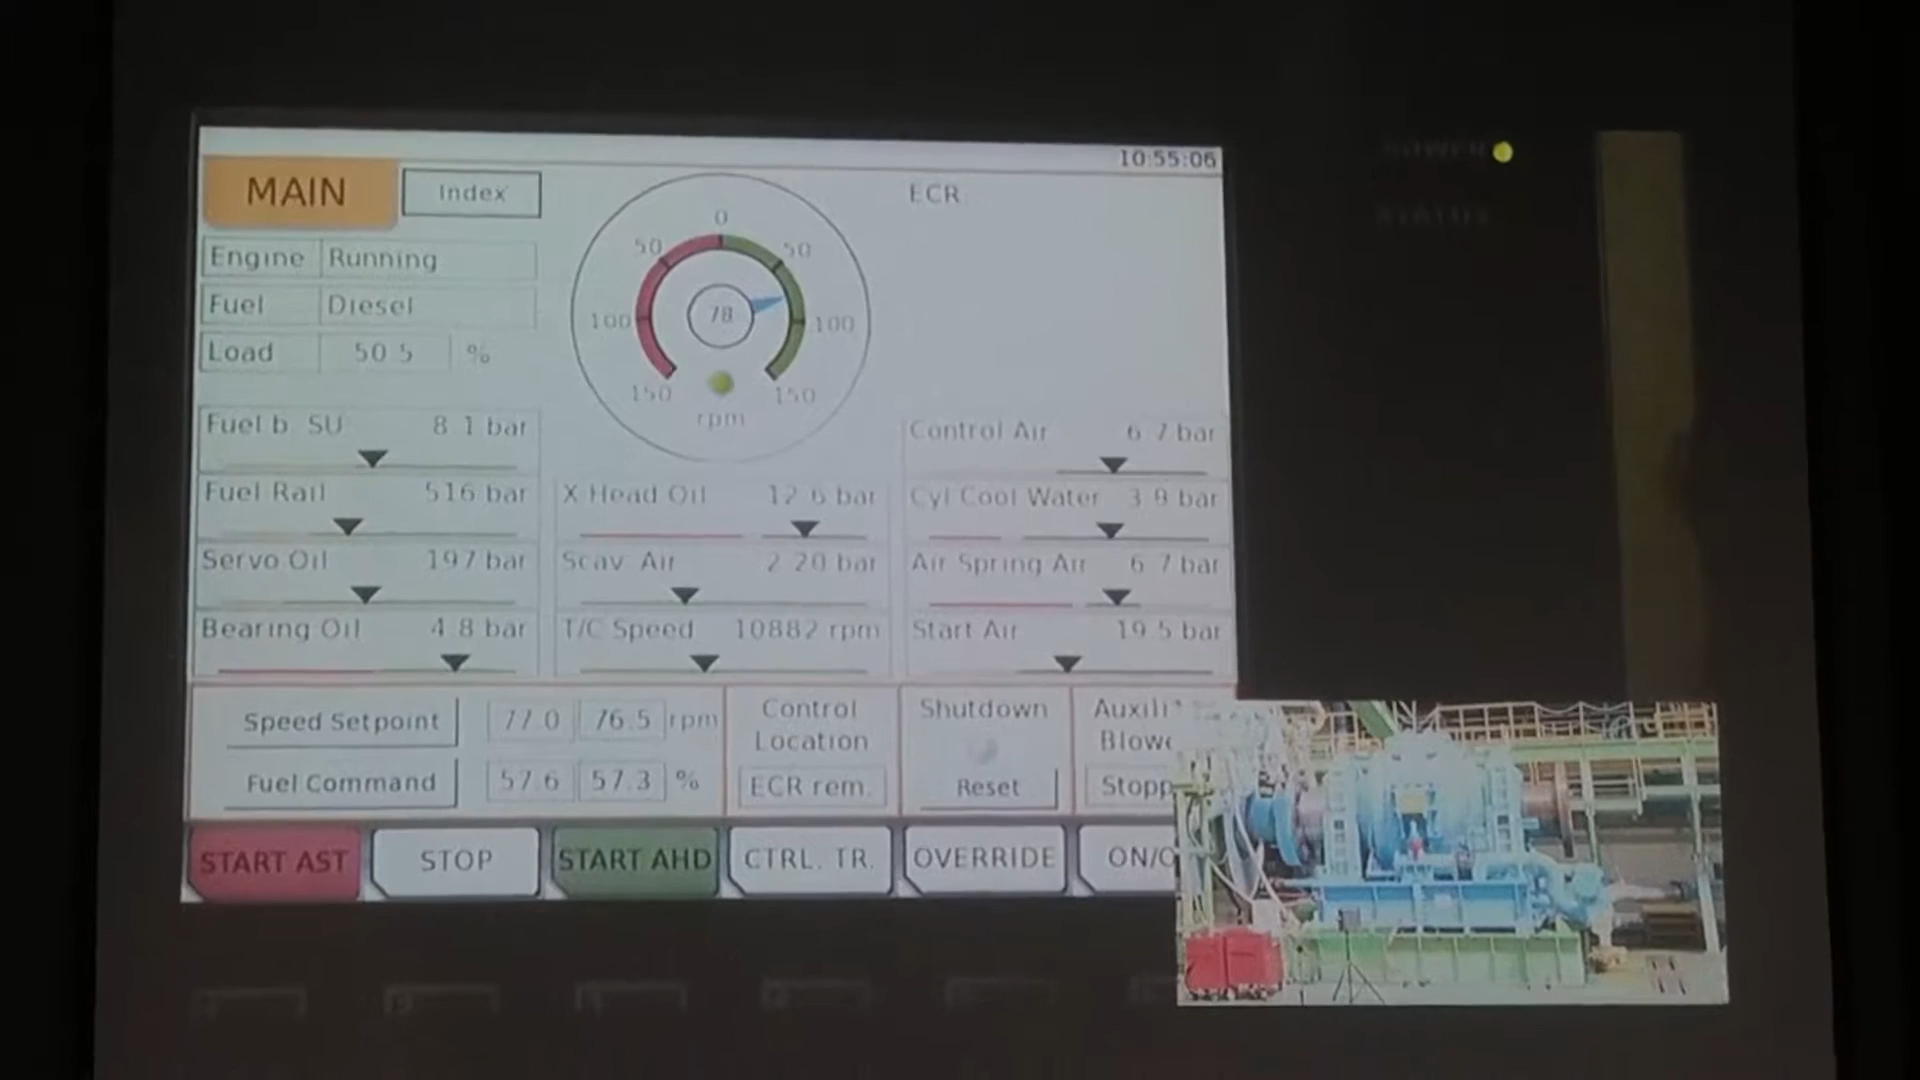 10:55:06
MAIN
Index
ECR
Engine Running
Fuel Diesel
Load 50.5 %
0
50 50
100 100
150 150
78
rpm
Fuel b. SU 8.1 bar
Control Air 6.7 bar
Fuel Rail 516 bar
X Head Oil 12.6 bar
Cyl Cool Water bar
Servo Oil 197 bar
Scav. Air 2.20 bar
Air Spring Air 6.7 bar
Bearing Oil 4.8 bar
T/C Speed 10882 rpm
Start Air 19.5 bar
Speed Setpoint 77.0 76.5 rpm
Fuel Command 57.6 57.3 %
Control
Location
ECR rem.
Shutdown
Reset
START AST
STOP
START AHD
CTRL. TR.
OVERRIDE
POWER